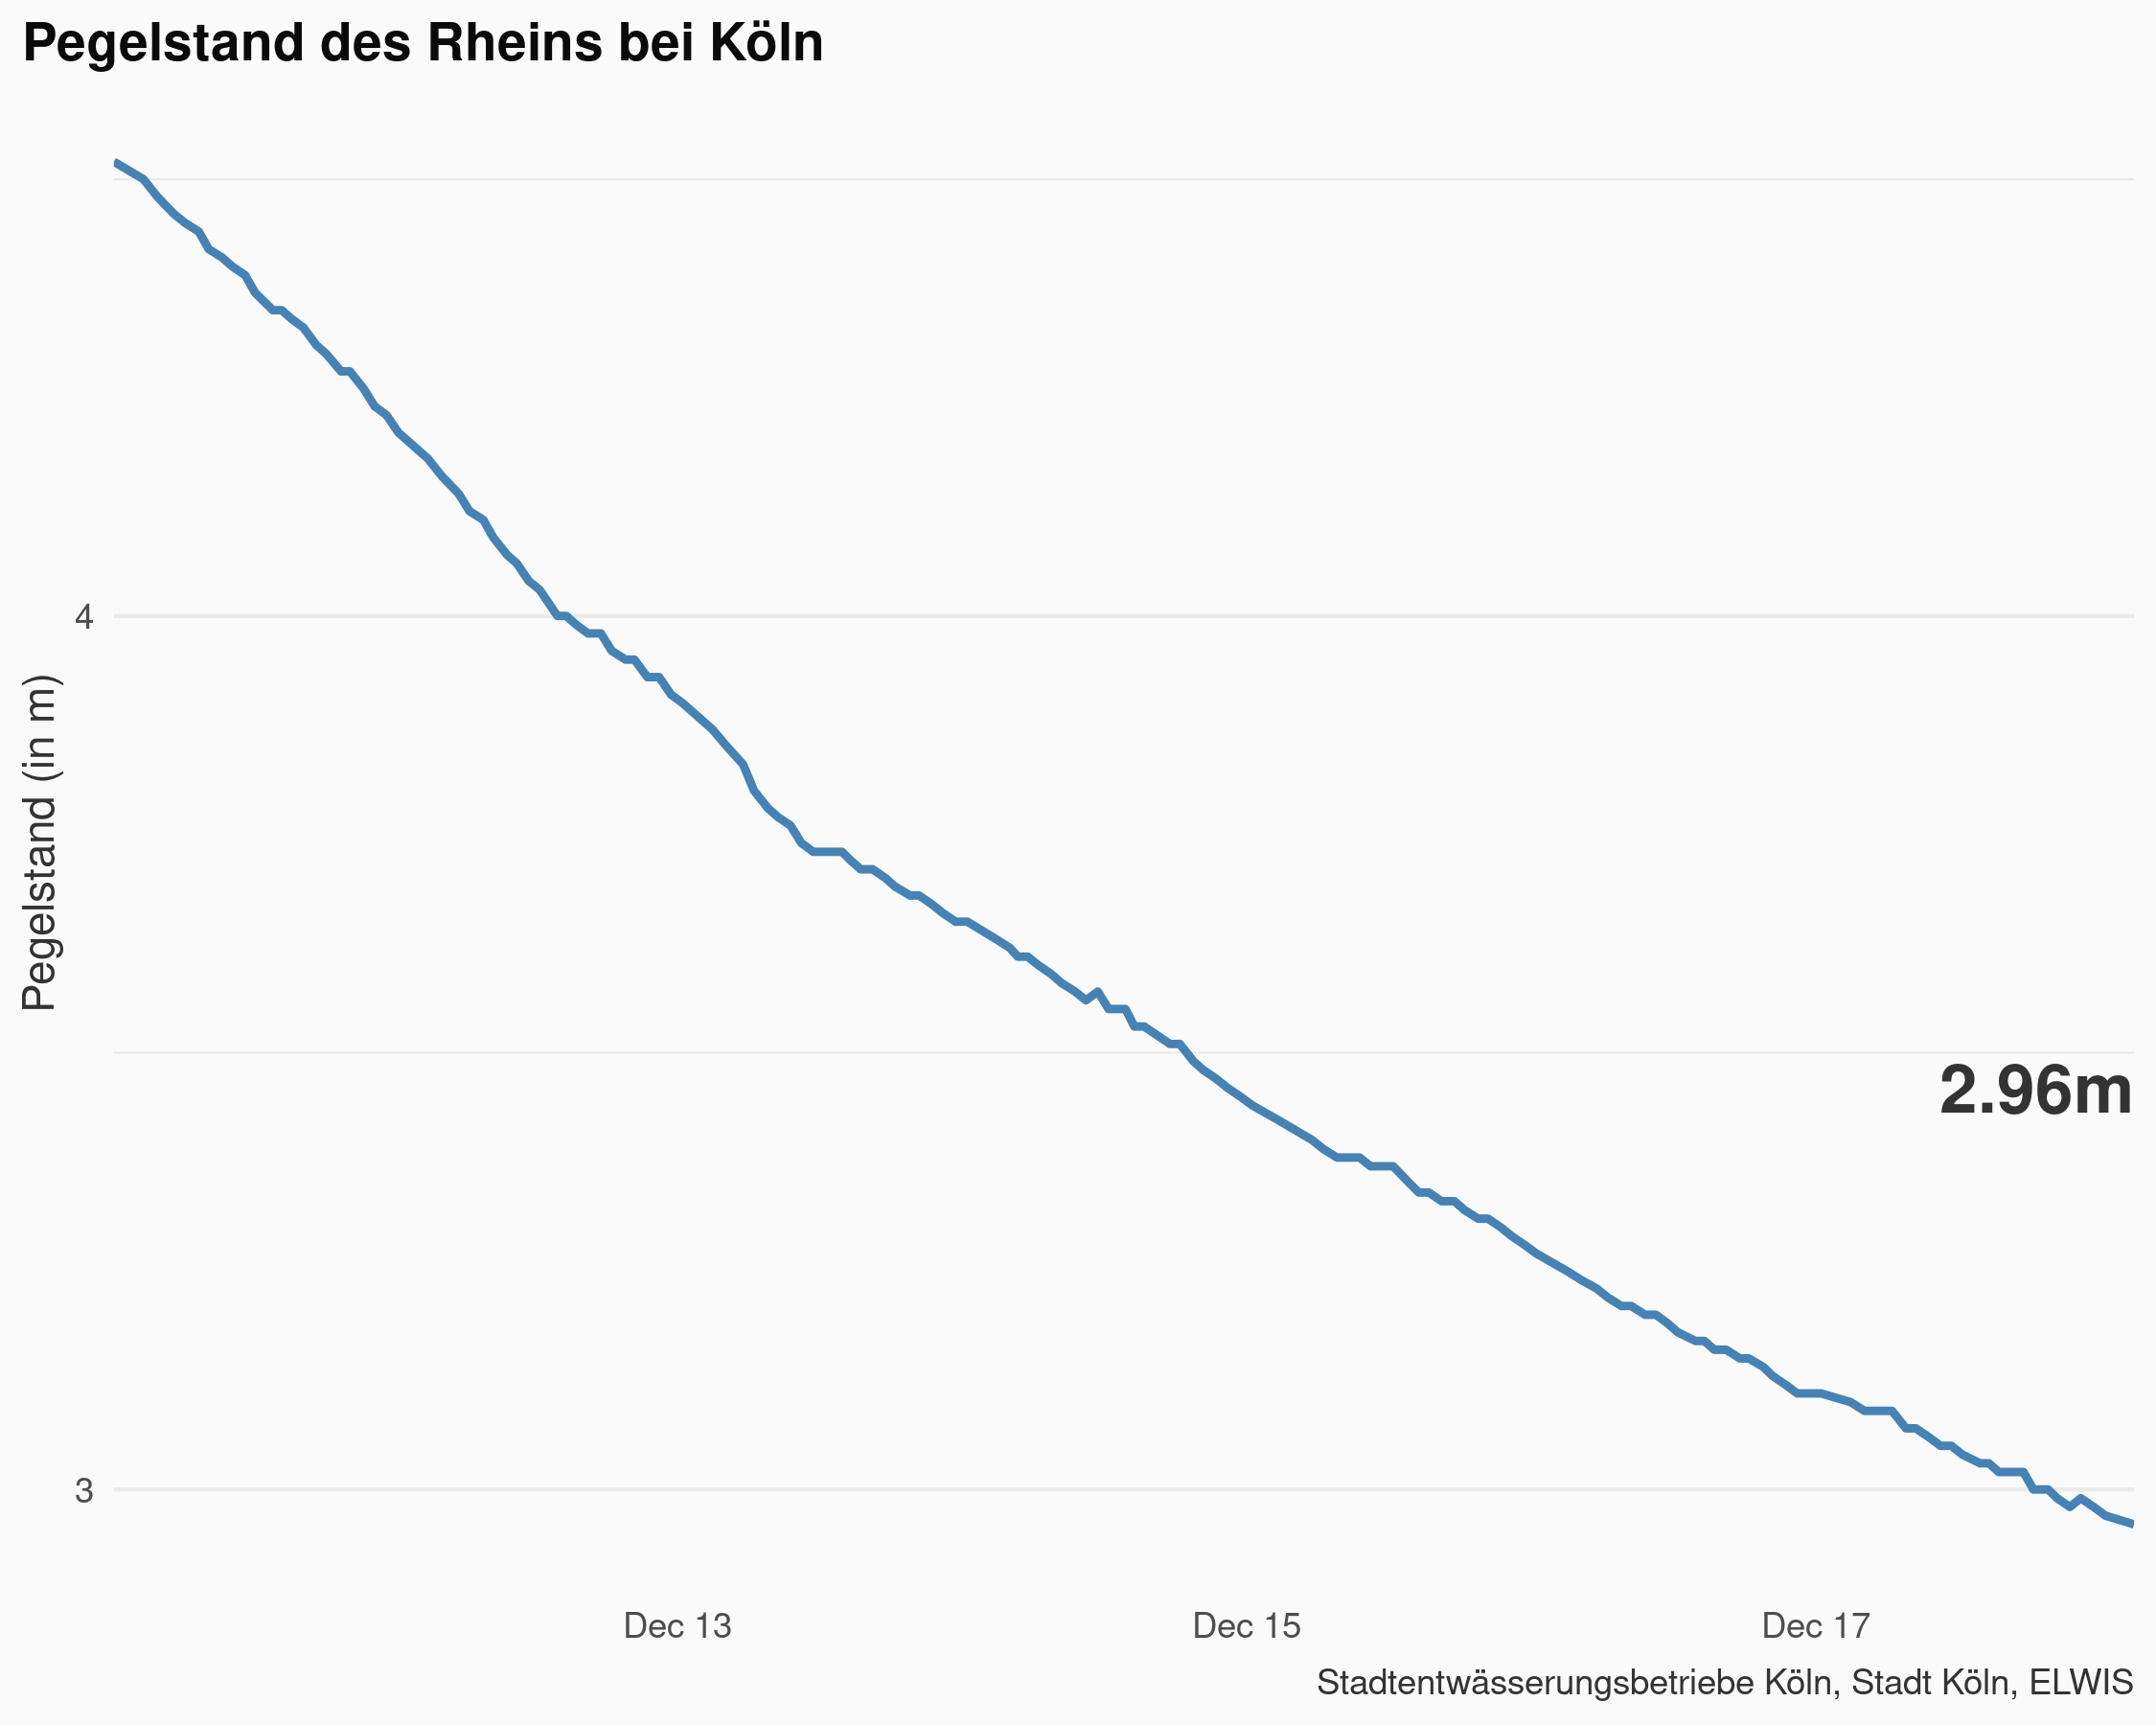 Pegelstand des Rheins bei Köln
Pegelstand (in m)
4
3
2.96m
Dec 13
Dec 15
Dec 17
Stadtentwässerungsbetriebe Köln, Stadt Köln, ELWIS